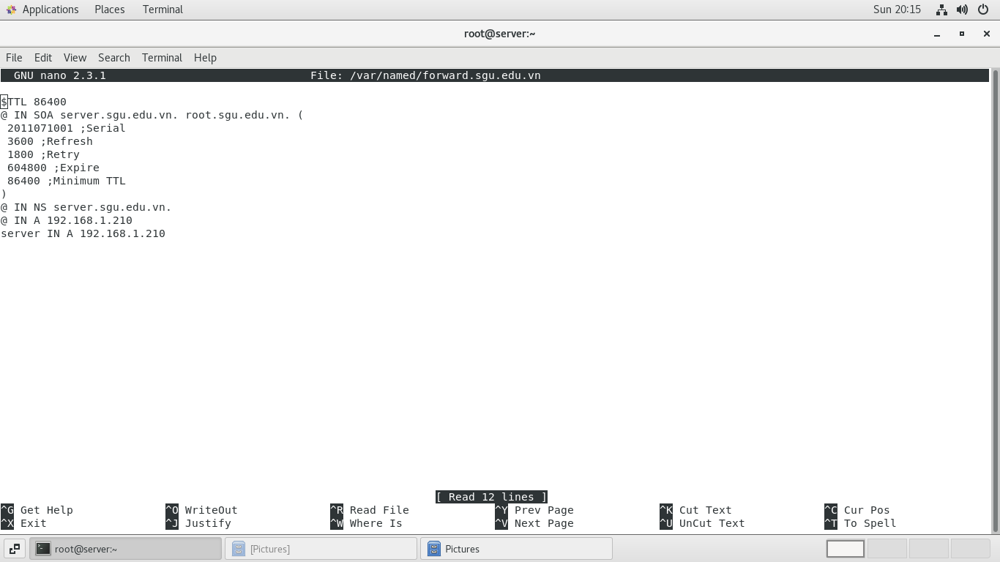 Applications Places Terminal Sun 20:15
root@server:~
File Edit View Search Terminal Help
GNU nano 2.3.1 File: /var/named/forward.sgu.edu.vn
$TTL 86400
@ IN SOA server.sgu.edu.vn. root.sgu.edu.vn. (
2011071001 ;Serial
3600 ;Refresh
1800 ;Retry
604800 ;Expire
86400 ;Minimum TTL
)
@ IN NS server.sgu.edu.vn.
@ IN A 192.168.1.210
server IN A 192.168.1.210
[ Read 12 lines ]
^G Get Help ^O WriteOut ^R Read File ^Y Prev Page ^K Cut Text ^C Cur Pos
^X Exit ^J Justify ^W Where Is ^V Next Page ^U UnCut Text ^T To Spell
root@server:~ [Pictures] Pictures